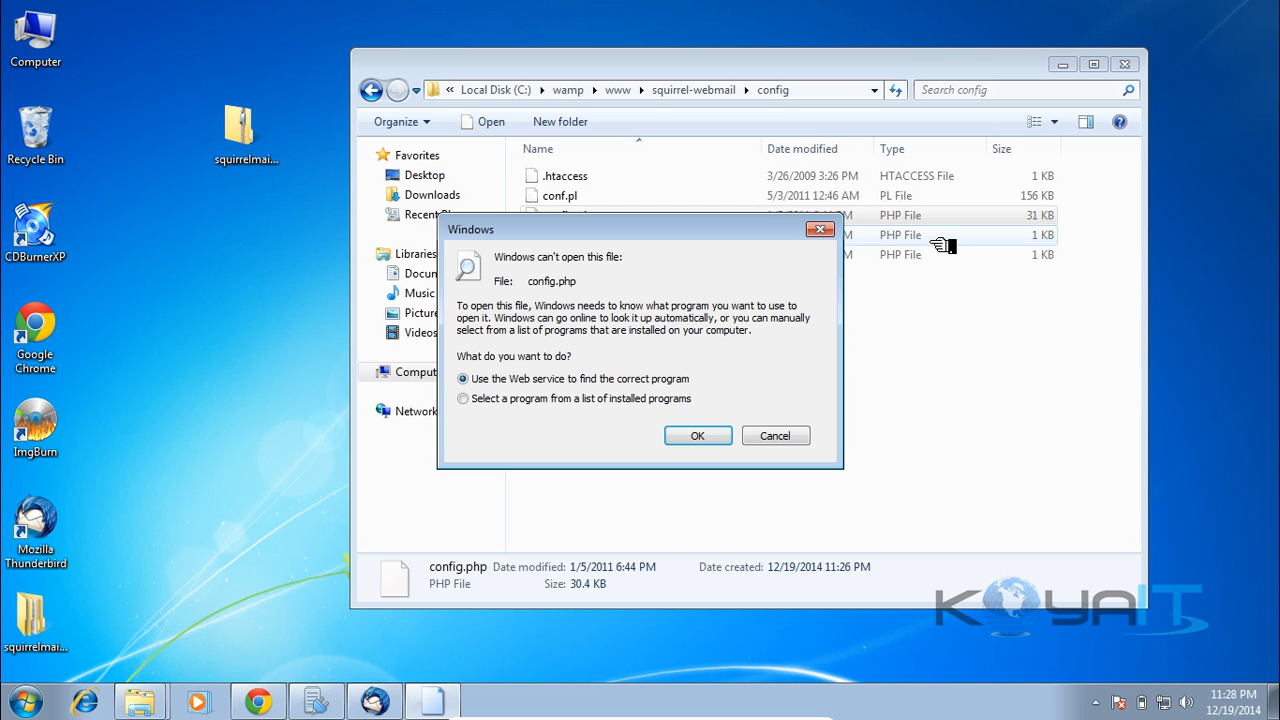 Computer
Recycle Bin
CDBurnerXP
Google
Chrome
ImgBurn
Mozilla
Thunderbird
squirrelmai...
squirrelmai...
« Local Disk (C:) wamp www squirrel-webmail config
Search config
Organize Open New folder
Favorites
Desktop
Downloads
Libraries
Music
Videos
Network
Name Date modified Type Size
.htaccess 3/26/2009 3:26 PM HTACCESS File 1 KB
conf.pl 5/3/2011 12:46 AM PL File 156 KB
PHP File 31 KB
PHP File 1 KB
PHP File 1 KB
Windows
Windows can't open this file:
File: config.php
To open this file, Windows needs to know what program you want to use to
open it. Windows can go online to look it up automatically, or you can manually
select from a list of programs that are installed on your computer.
What do you want to do?
Use the Web service to find the correct program
Select a program from a list of installed programs
OK Cancel
config.php Date modified: 1/5/2011 6:44 PM Date created: 12/19/2014 11:26 PM
PHP File Size: 30.4 KB
KOYAIT
11:28 PM
12/19/2014